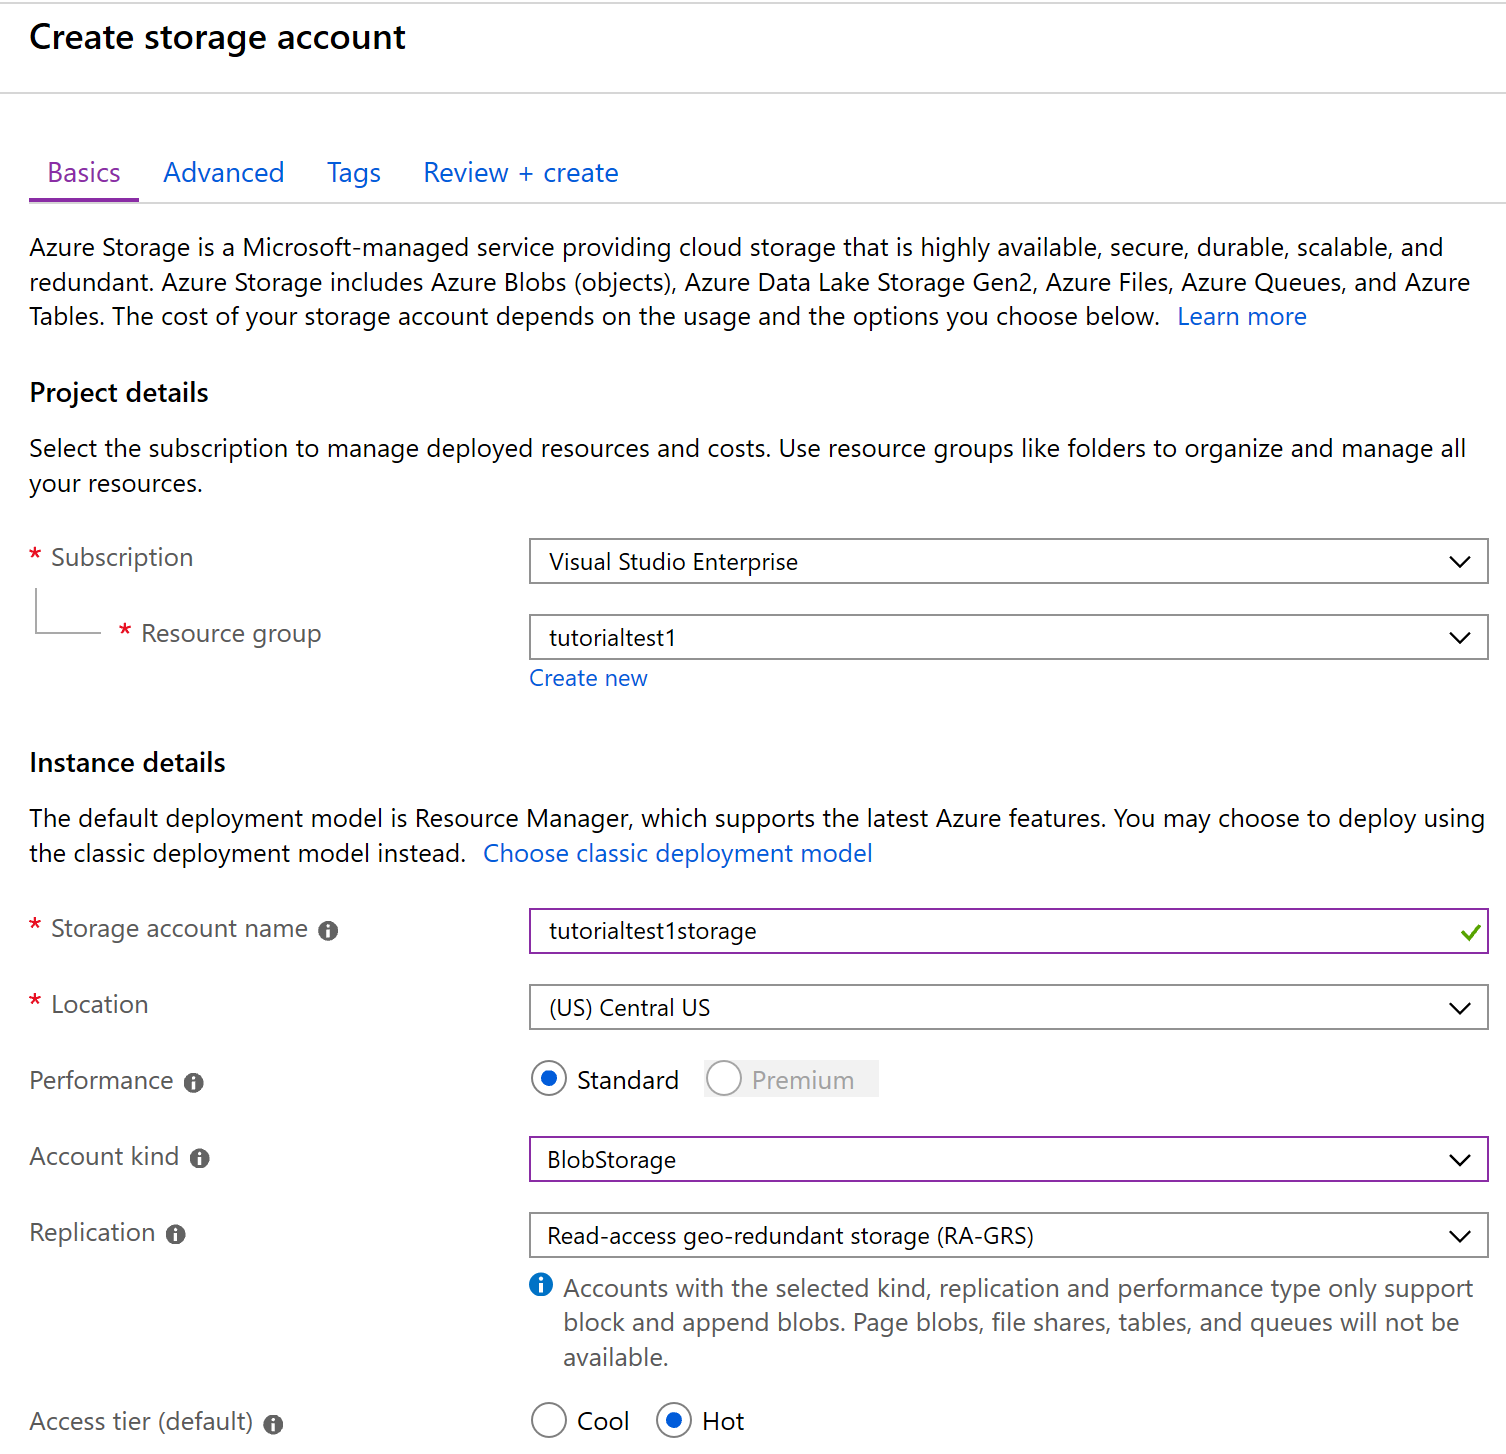 Create storage account
Basics Advanced Tags Review + create
Azure Storage is a Microsoft-managed service providing cloud storage that is highly available, secure, durable, scalable, and
redundant. Azure Storage includes Azure Blobs (objects), Azure Data Lake Storage Gen2, Azure Files, Azure Queues, and Azure
Tables. The cost of your storage account depends on the usage and the options you choose below. Learn more
Project details
Select the subscription to manage deployed resources and costs. Use resource groups like folders to organize and manage all
your resources.
* Subscription Visual Studio Enterprise
* Resource group tutorialtest1
Create new
Instance details
The default deployment model is Resource Manager, which supports the latest Azure features. You may choose to deploy using
the classic deployment model instead. Choose classic deployment model
* Storage account name tutorialtest1storage
* Location (US) Central US
Performance Standard Premium
Account kind BlobStorage
Replication Read-access geo-redundant storage (RA-GRS)
Accounts with the selected kind, replication and performance type only support
block and append blobs. Page blobs, file shares, tables, and queues will not be
available.
Access tier (default) Cool Hot